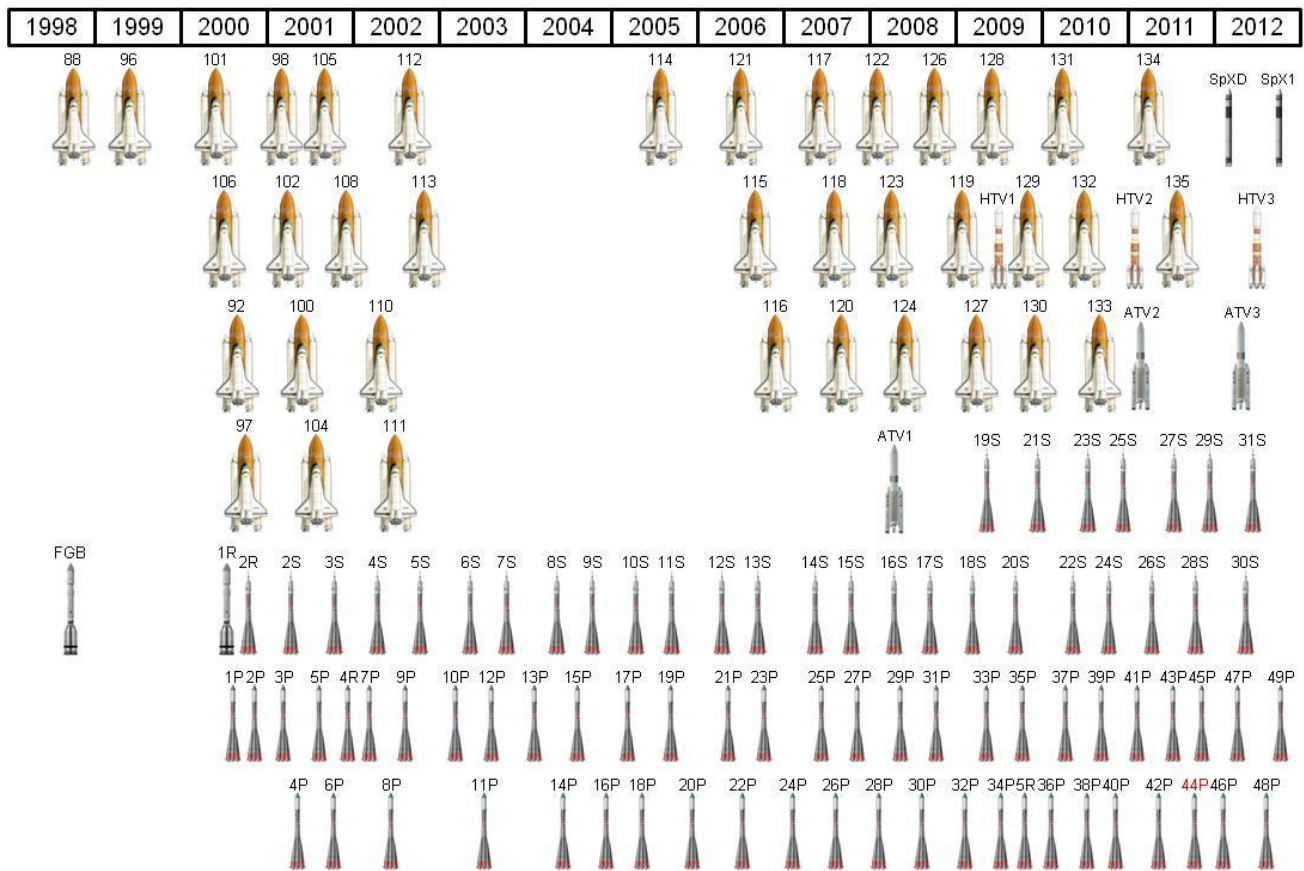 1998 1999 2000 2001 2002 2003 2004 2005 2006 2007 2008 2009 2010 2011 2012
88 96 101 98 105 112 114 121 117 122 126 128 131 134 SpXD SpX1
106 102 108 113 115 118 123 119 HTV1 129 132 HTV2 135 HTV3
92 100 110 116 120 124 127 130 133 ATV2 ATV3
97 104 111 ATV1 19S 21S 23S 25S 27S 29S 31S
FGB 1R 2R 2S 3S 4S 5S 6S 7S 8S 9S 10S 11S 12S 13S 14S 15S 16S 17S 18S 20S 22S 24S 26S 28S 30S
1P 2P 3P 5P 4R 7P 9P 10P 12P 13P 15P 17P 19P 21P 23P 25P 27P 29P 31P 33P 35P 37P 39P 41P 43P 45P 47P 49P
4P 6P 8P 11P 14P 16P 18P 20P 22P 24P 26P 28P 30P 32P 34P 5R 36P 38P 40P 42P 44P 46P 48P